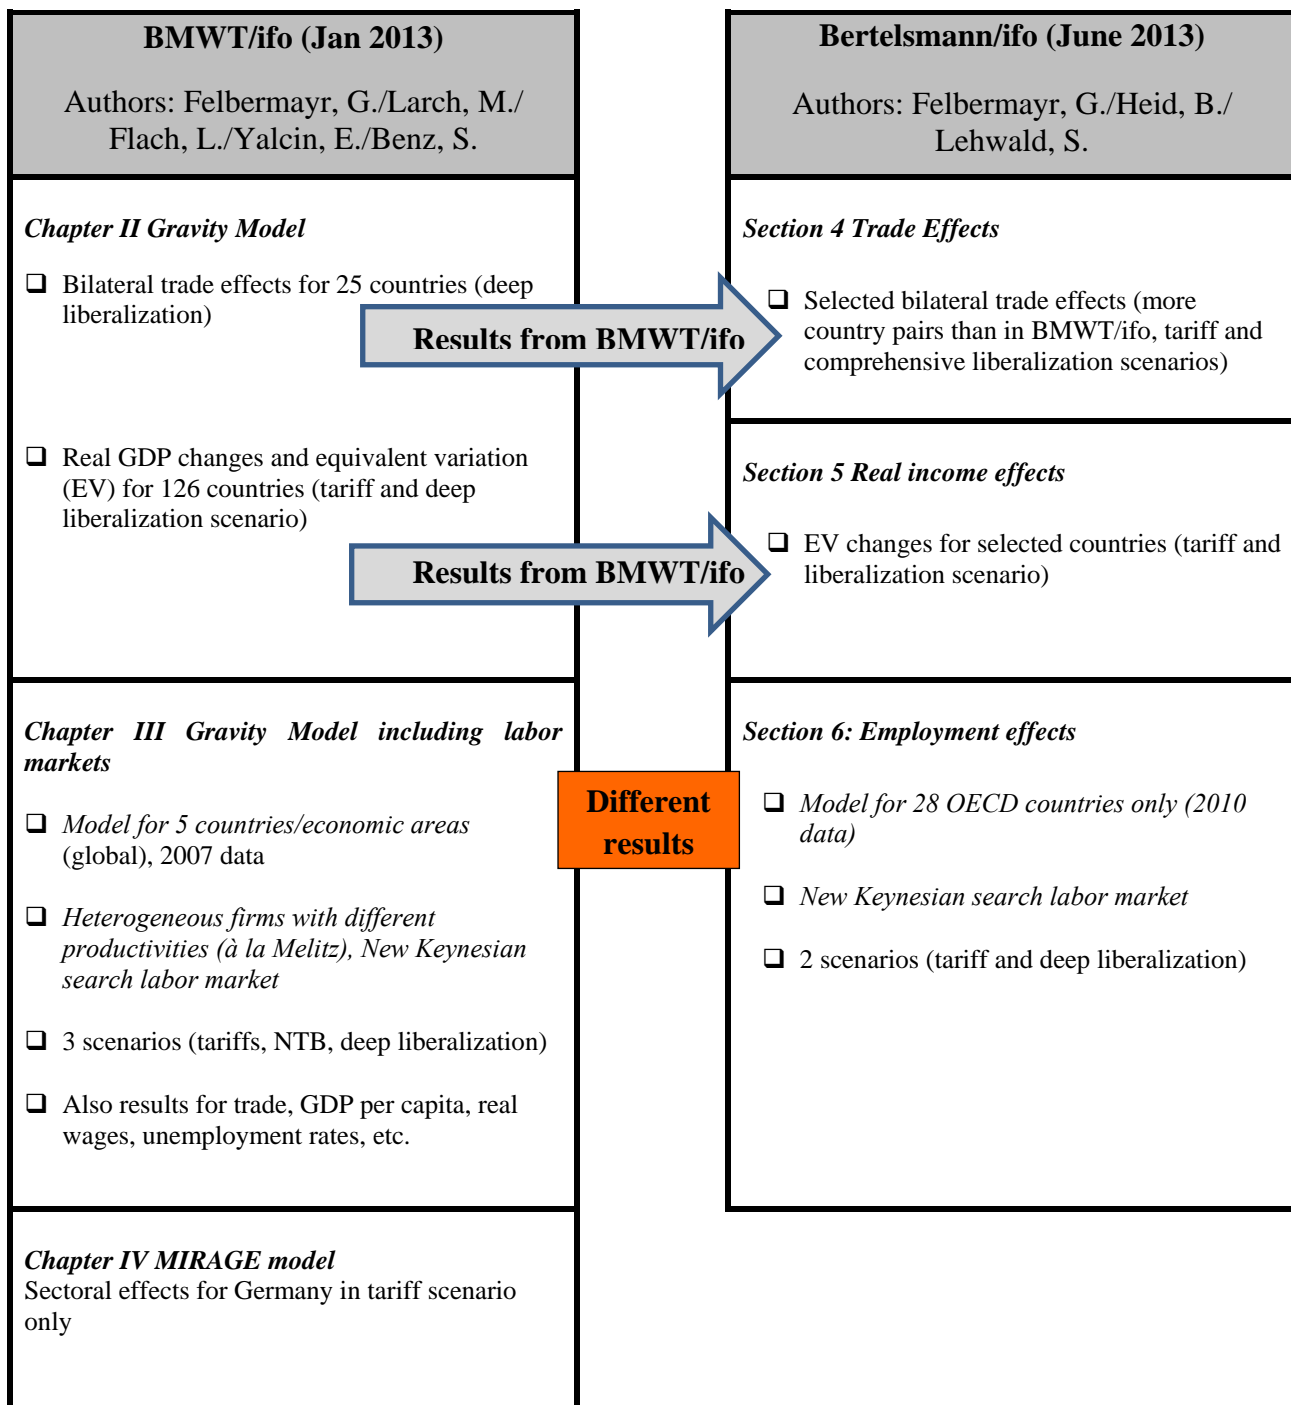 BMWT/ifo (Jan 2013)
Authors: Felbermayr, G./Larch, M./
Flach, L./Yalcin, E./Benz, S.
Chapter II Gravity Model
❑ Bilateral trade effects for 25 countries (deep
liberalization)
Results from BMWT/ifo
❑ Real GDP changes and equivalent variation
(EV) for 126 countries (tariff and deep
liberalization scenario)
Results from BMWT/ifo
Chapter III Gravity Model including labor
markets
❑ Model for 5 countries/economic areas
(global), 2007 data
❑ Heterogeneous firms with different
productivities (à la Melitz), New Keynesian
search labor market
❑ 3 scenarios (tariffs, NTB, deep liberalization)
❑ Also results for trade, GDP per capita, real
wages, unemployment rates, etc.
Chapter IV MIRAGE model
Sectoral effects for Germany in tariff scenario
only
Different
results
Bertelsmann/ifo (June 2013)
Authors: Felbermayr, G./Heid, B./
Lehwald, S.
Section 4 Trade Effects
❑ Selected bilateral trade effects (more
country pairs than in BMWT/ifo, tariff and
comprehensive liberalization scenarios)
Section 5 Real income effects
❑ EV changes for selected countries (tariff and
liberalization scenario)
Section 6: Employment effects
❑ Model for 28 OECD countries only (2010
data)
❑ New Keynesian search labor market
❑ 2 scenarios (tariff and deep liberalization)